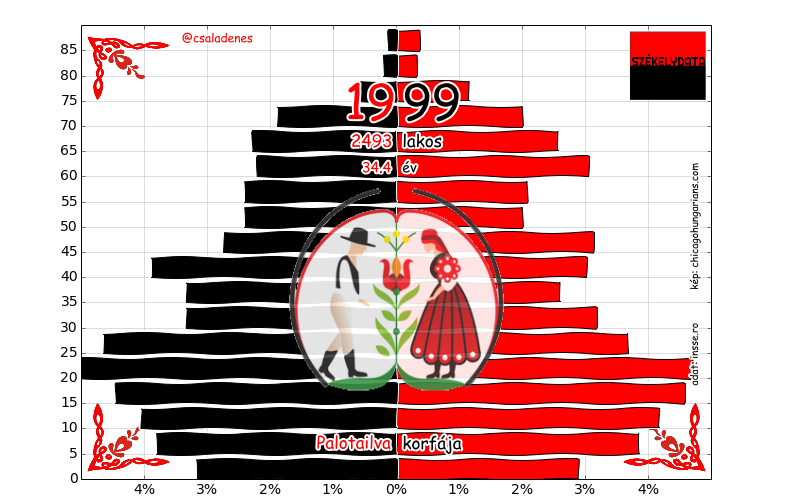 @csaladenes
SZÉKELYDATA
1999
2493 lakos
34.4 év
kép: chicagohungarians.com
adat: insse.ro
Palotailva korfája
85
80
75
70
65
60
55
50
45
40
35
30
25
20
15
10
5
0
4% 3% 2% 1% 0% 1% 2% 3% 4%